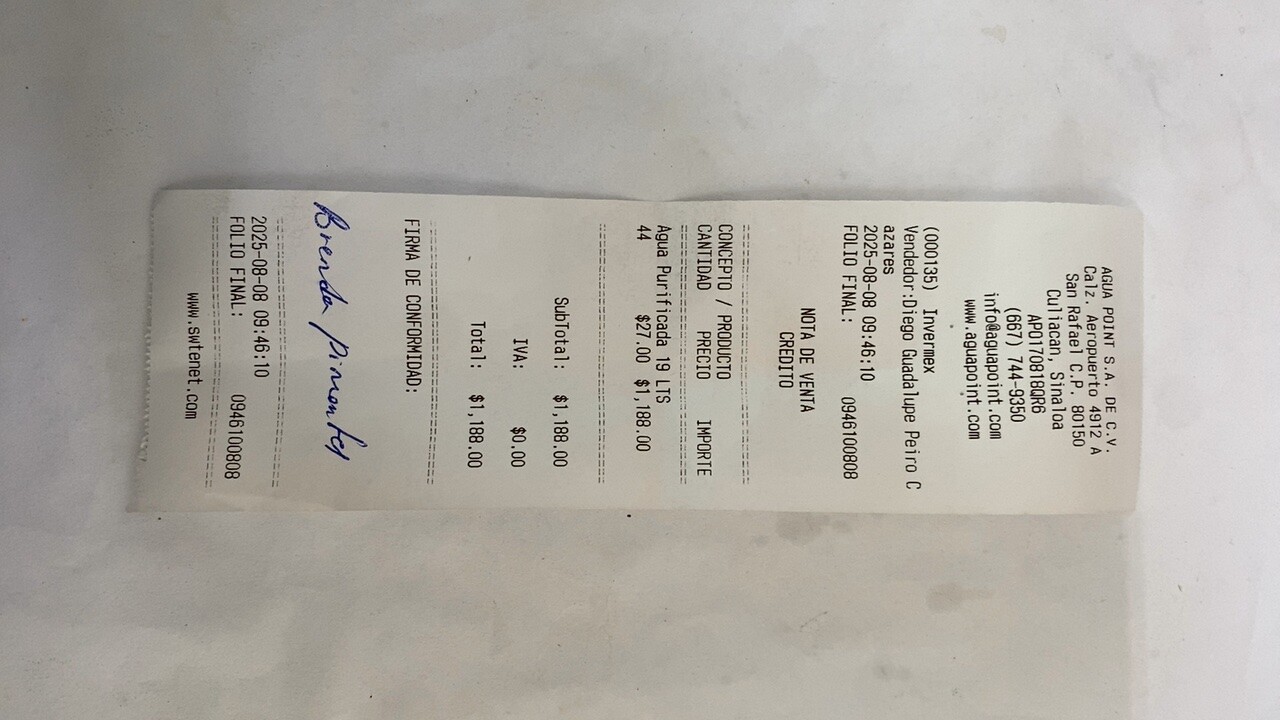 AGUA POINT S.A. DE C.V.
Calz. Aeropuerto 4912 A
San Rafael C.P. 80150
Culiacan, Sinaloa
APO170818QR6
(667) 744-9350
info@aguapoint.com
www.aguapoint.com
(000135) Invermex
Vendedor:Diego Guadalupe Peiro C
azares
2025-08-08 09:46:10
FOLIO FINAL: 0946100808
NOTA DE VENTA
CREDITO
CONCEPTO / PRODUCTO
CANTIDAD PRECIO IMPORTE
Agua Purificada 19 LTS
44 $27.00 $1,188.00
SubTotal: $1,188.00
IVA: $0.00
Total: $1,188.00
FIRMA DE CONFORMIDAD:
Brenda Pimentel
2025-08-08 09:46:10
FOLIO FINAL: 0946100808
www.swtenet.com